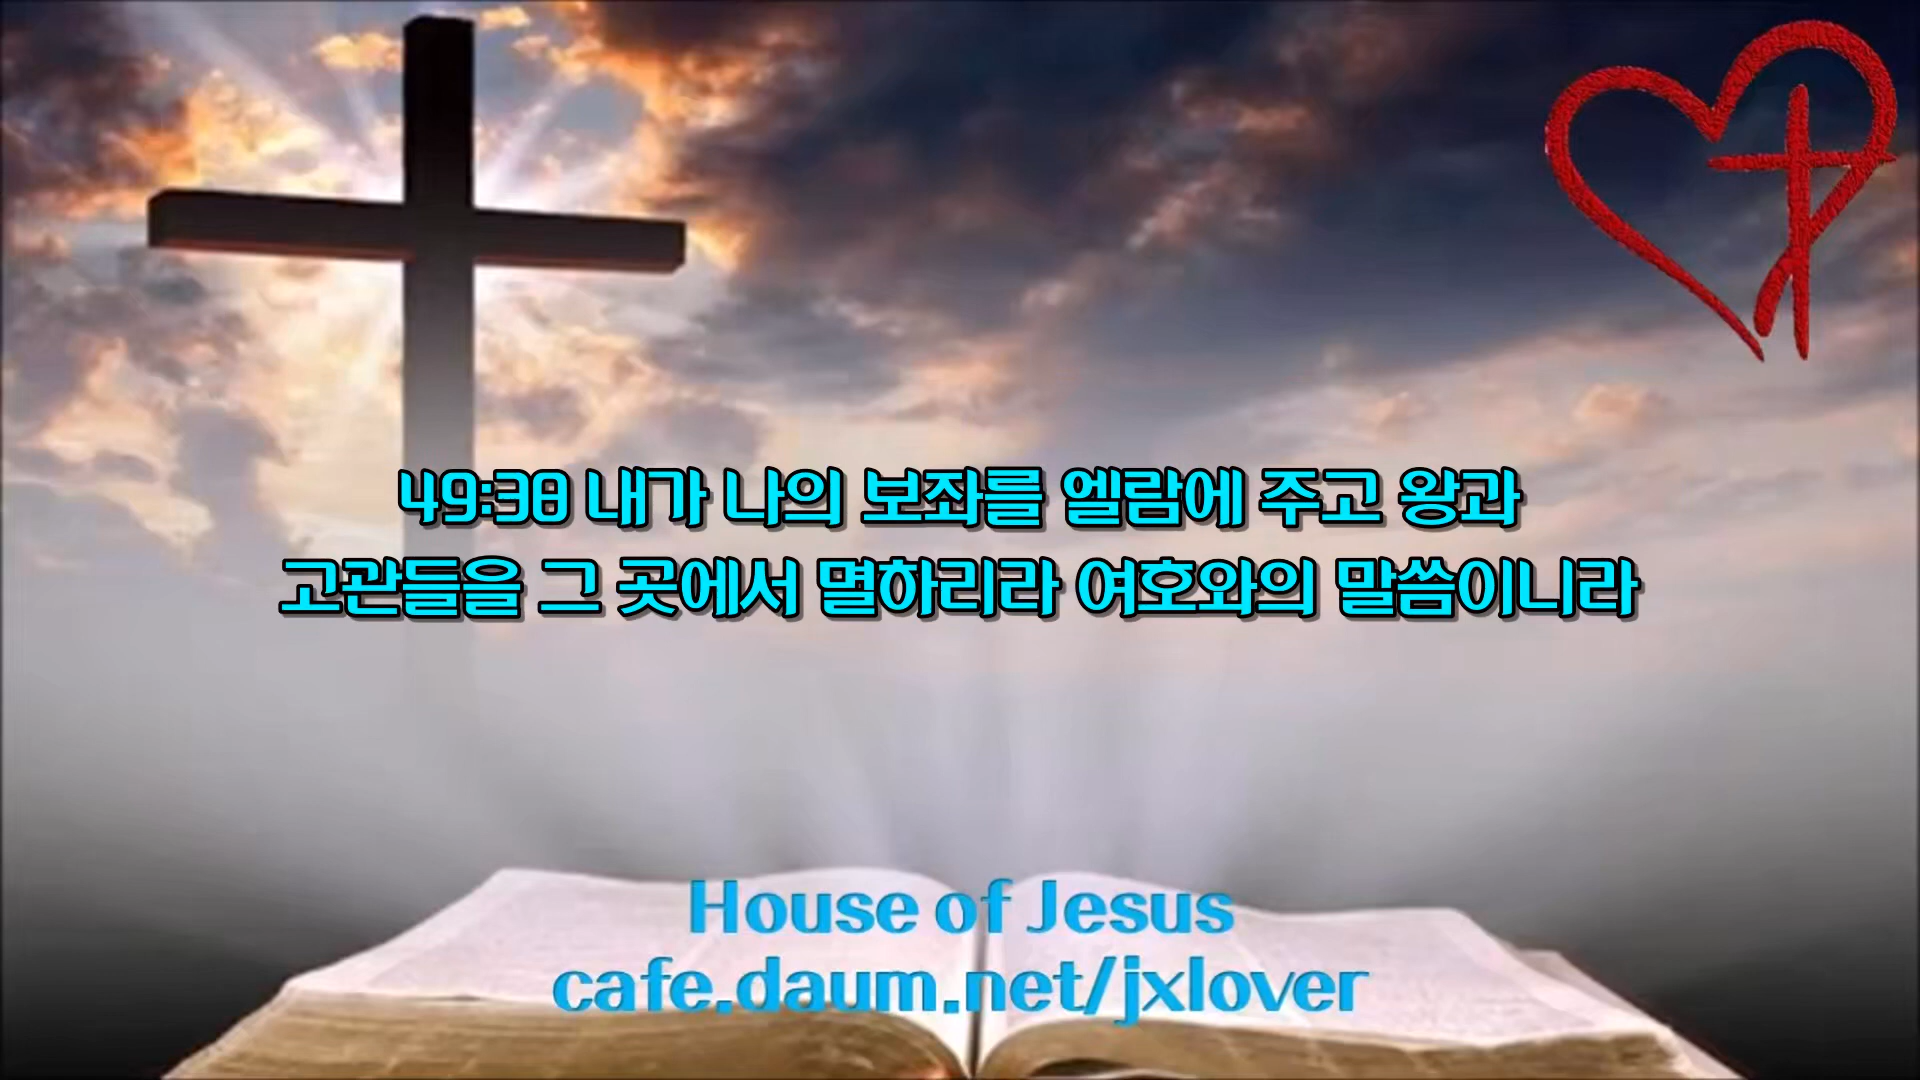 49:38 내가 나의 보좌를 엘람에 주고 왕과
고관들을 그 곳에서 멸하리라 여호와의 말씀이니라
House of Jesus
cafe.daum.net/jxlover